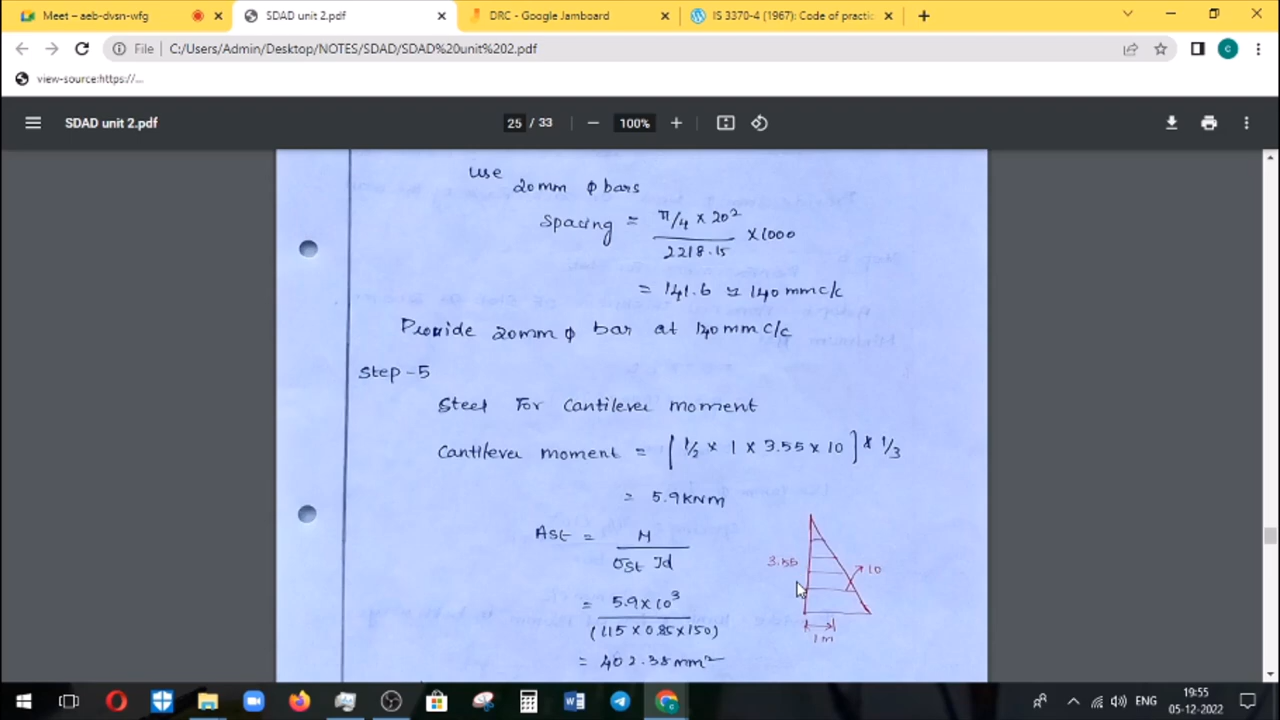 Meet – aeb-dvsn-wfg
SDAD unit 2.pdf
DRC - Google Jamboard
IS 3370-4 (1967): Code of practic
File | C:/Users/Admin/Desktop/NOTES/SDAD/SDAD%20unit%202.pdf
view-source:https://...
SDAD unit 2.pdf
25 / 33
100%
Use
20mm φ bars
Spacing = π/4 × 20² / 2218.15 × 1000
= 141.6 ≃ 140 mm c/c
Provide 20mm φ bar at 140 mm c/c
Step -5
Steel For Cantilever moment
Cantilever moment = [ 1/2 × 1 × 3.55 × 10 ] × 1/3
= 5.9 KNm
Ast = M / σst Jd
3.55
10
= 5.9 × 10³ / (115 × 0.85 × 150)
1m
= 402.38 mm²
ENG
19:55
05-12-2022